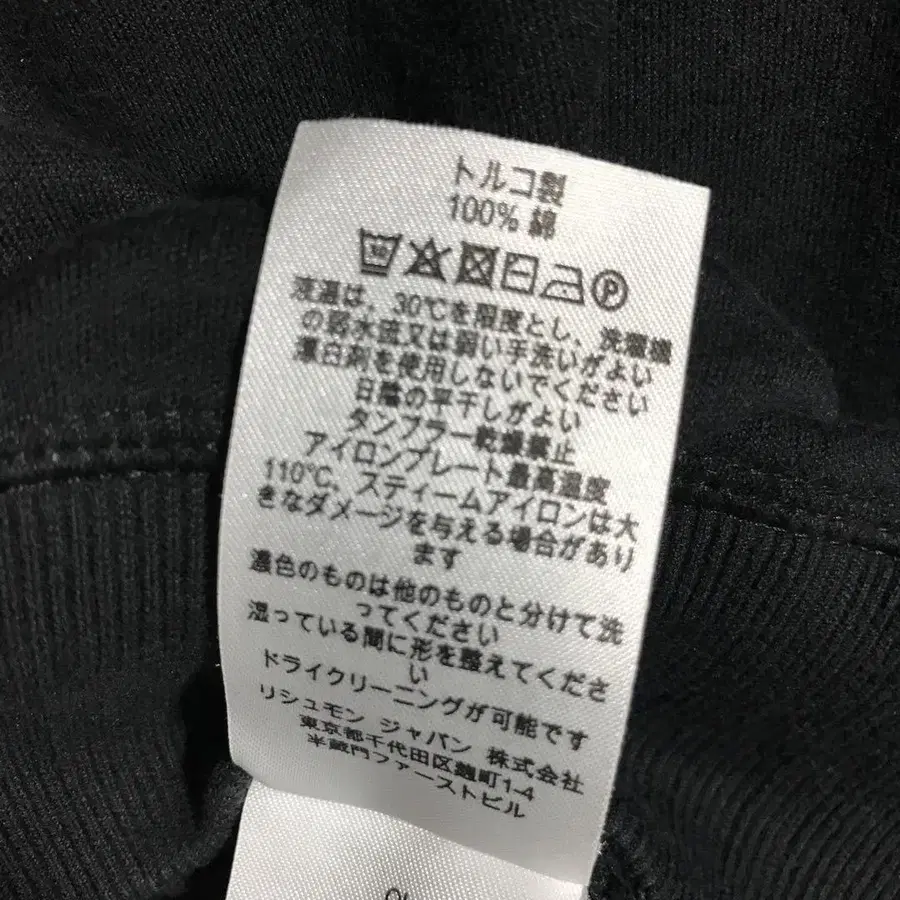 トルコ製
100% 綿
30
P
液温は、30℃を限度とし、洗濯機
の弱水流又は弱い手洗いがよい
漂白剤を使用しないでください
日陰の平干しがよい
タンブラー乾燥禁止
アイロンプレート最高温度
110℃、スティームアイロンは大
きなダメージを与える場合があり
ます
濃色のものは他のものと分けて洗
ってください
湿っている間に形を整えてくださ
い
ドライクリーニングが可能です
リシュモン ジャパン 株式会社
東京都千代田区麹町1-4
半蔵門ファーストビル